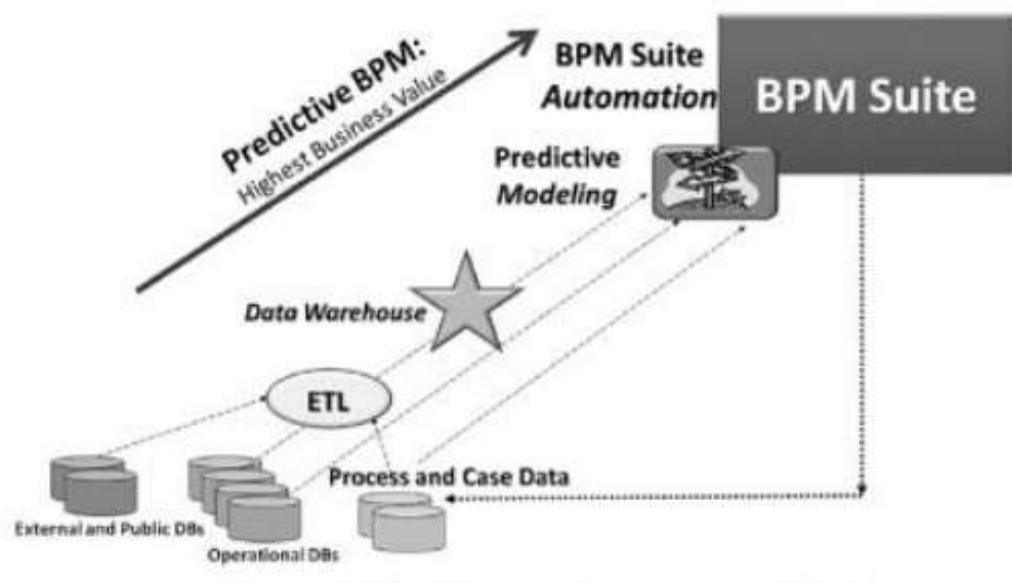 Predictive BPM:
Highest Business Value
BPM Suite
Automation
BPM Suite
Predictive
Modeling
Data Warehouse
ETL
Process and Case Data
External and Public DBs
Operational DBs